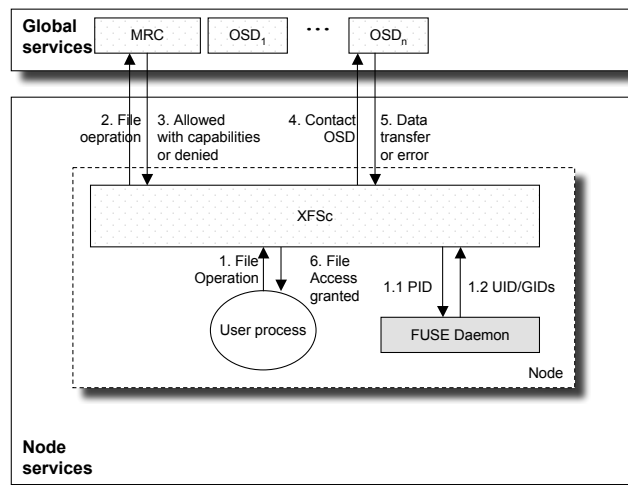 Global
services
MRC
OSD1
...
OSDn
2. File
oepration
3. Allowed
with capabilities
or denied
4. Contact
OSD
5. Data
transfer
or error
XFSc
1. File
Operation
6. File
Access
granted
1.1 PID
1.2 UID/GIDs
User process
FUSE Daemon
Node
Node
services